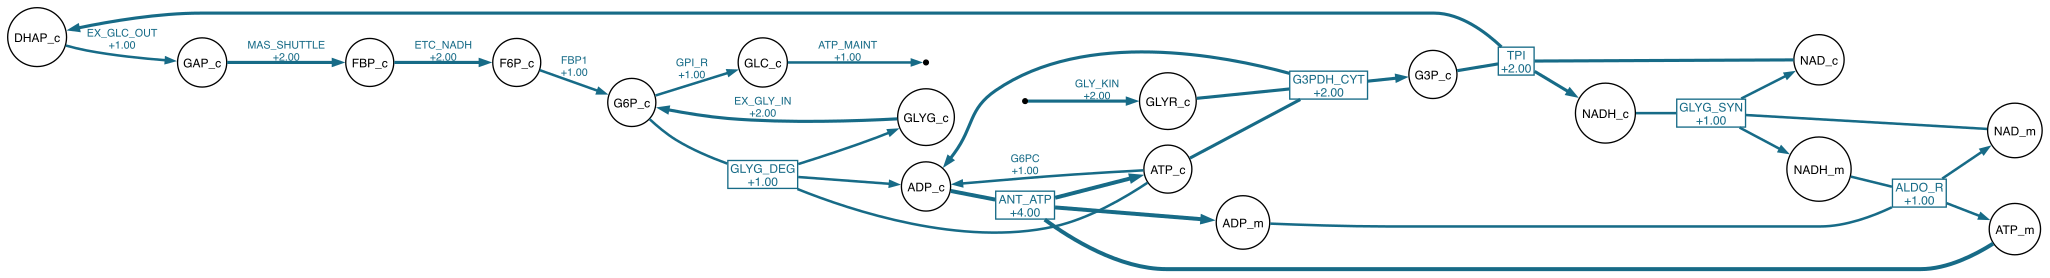 DHAP_c
EX_GLC_OUT
+1.00
GAP_c
MAS_SHUTTLE
+2.00
FBP_c
ETC_NADH
+2.00
F6P_c
FBP1
+1.00
G6P_c
GPI_R
+1.00
GLC_c
ATP_MAINT
+1.00
EX_GLY_IN
+2.00
GLYG_c
GLYG_DEG
+1.00
ADP_c
G6PC
+1.00
ANT_ATP
+4.00
GLY_KIN
+2.00
GLYR_c
ATP_c
ADP_m
G3PDH_CYT
+2.00
G3P_c
TPI
+2.00
NADH_c
GLYG_SYN
+1.00
NAD_c
NADH_m
ALDO_R
+1.00
NAD_m
ATP_m